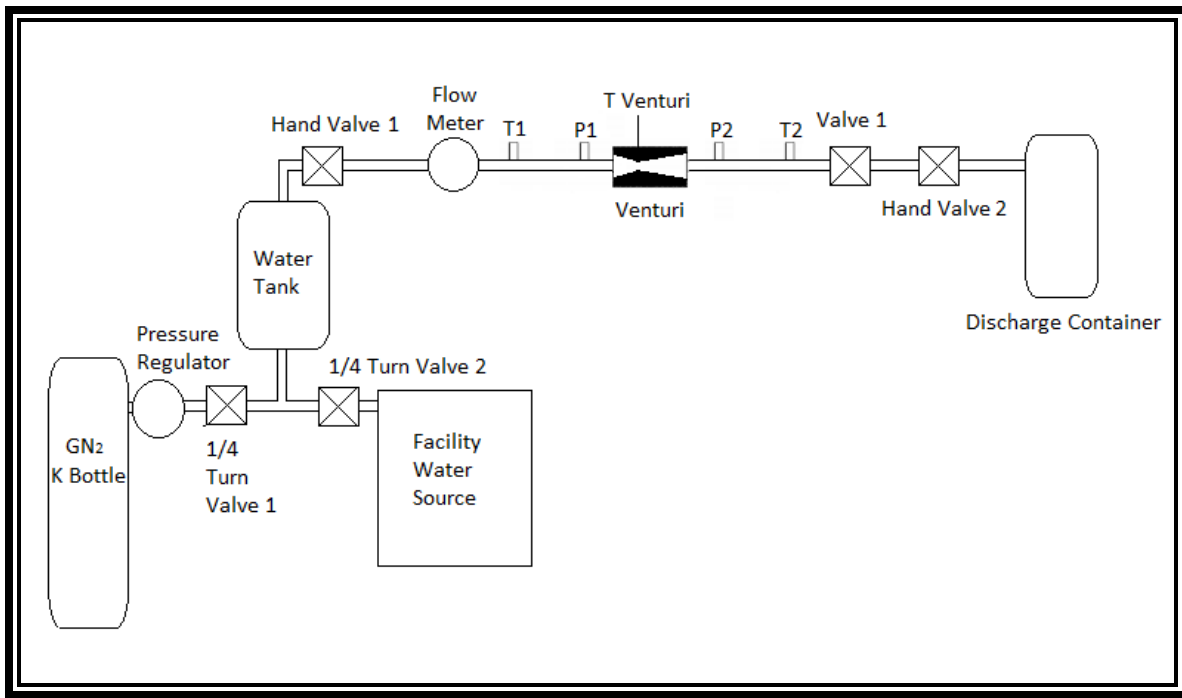 Flow
Meter
Hand Valve 1
T1
P1
T Venturi
P2
T2
Valve 1
Venturi
Hand Valve 2
Water
Tank
Discharge Container
Pressure
Regulator
1/4 Turn Valve 2
GN2
K Bottle
1/4
Turn
Valve 1
Facility
Water
Source